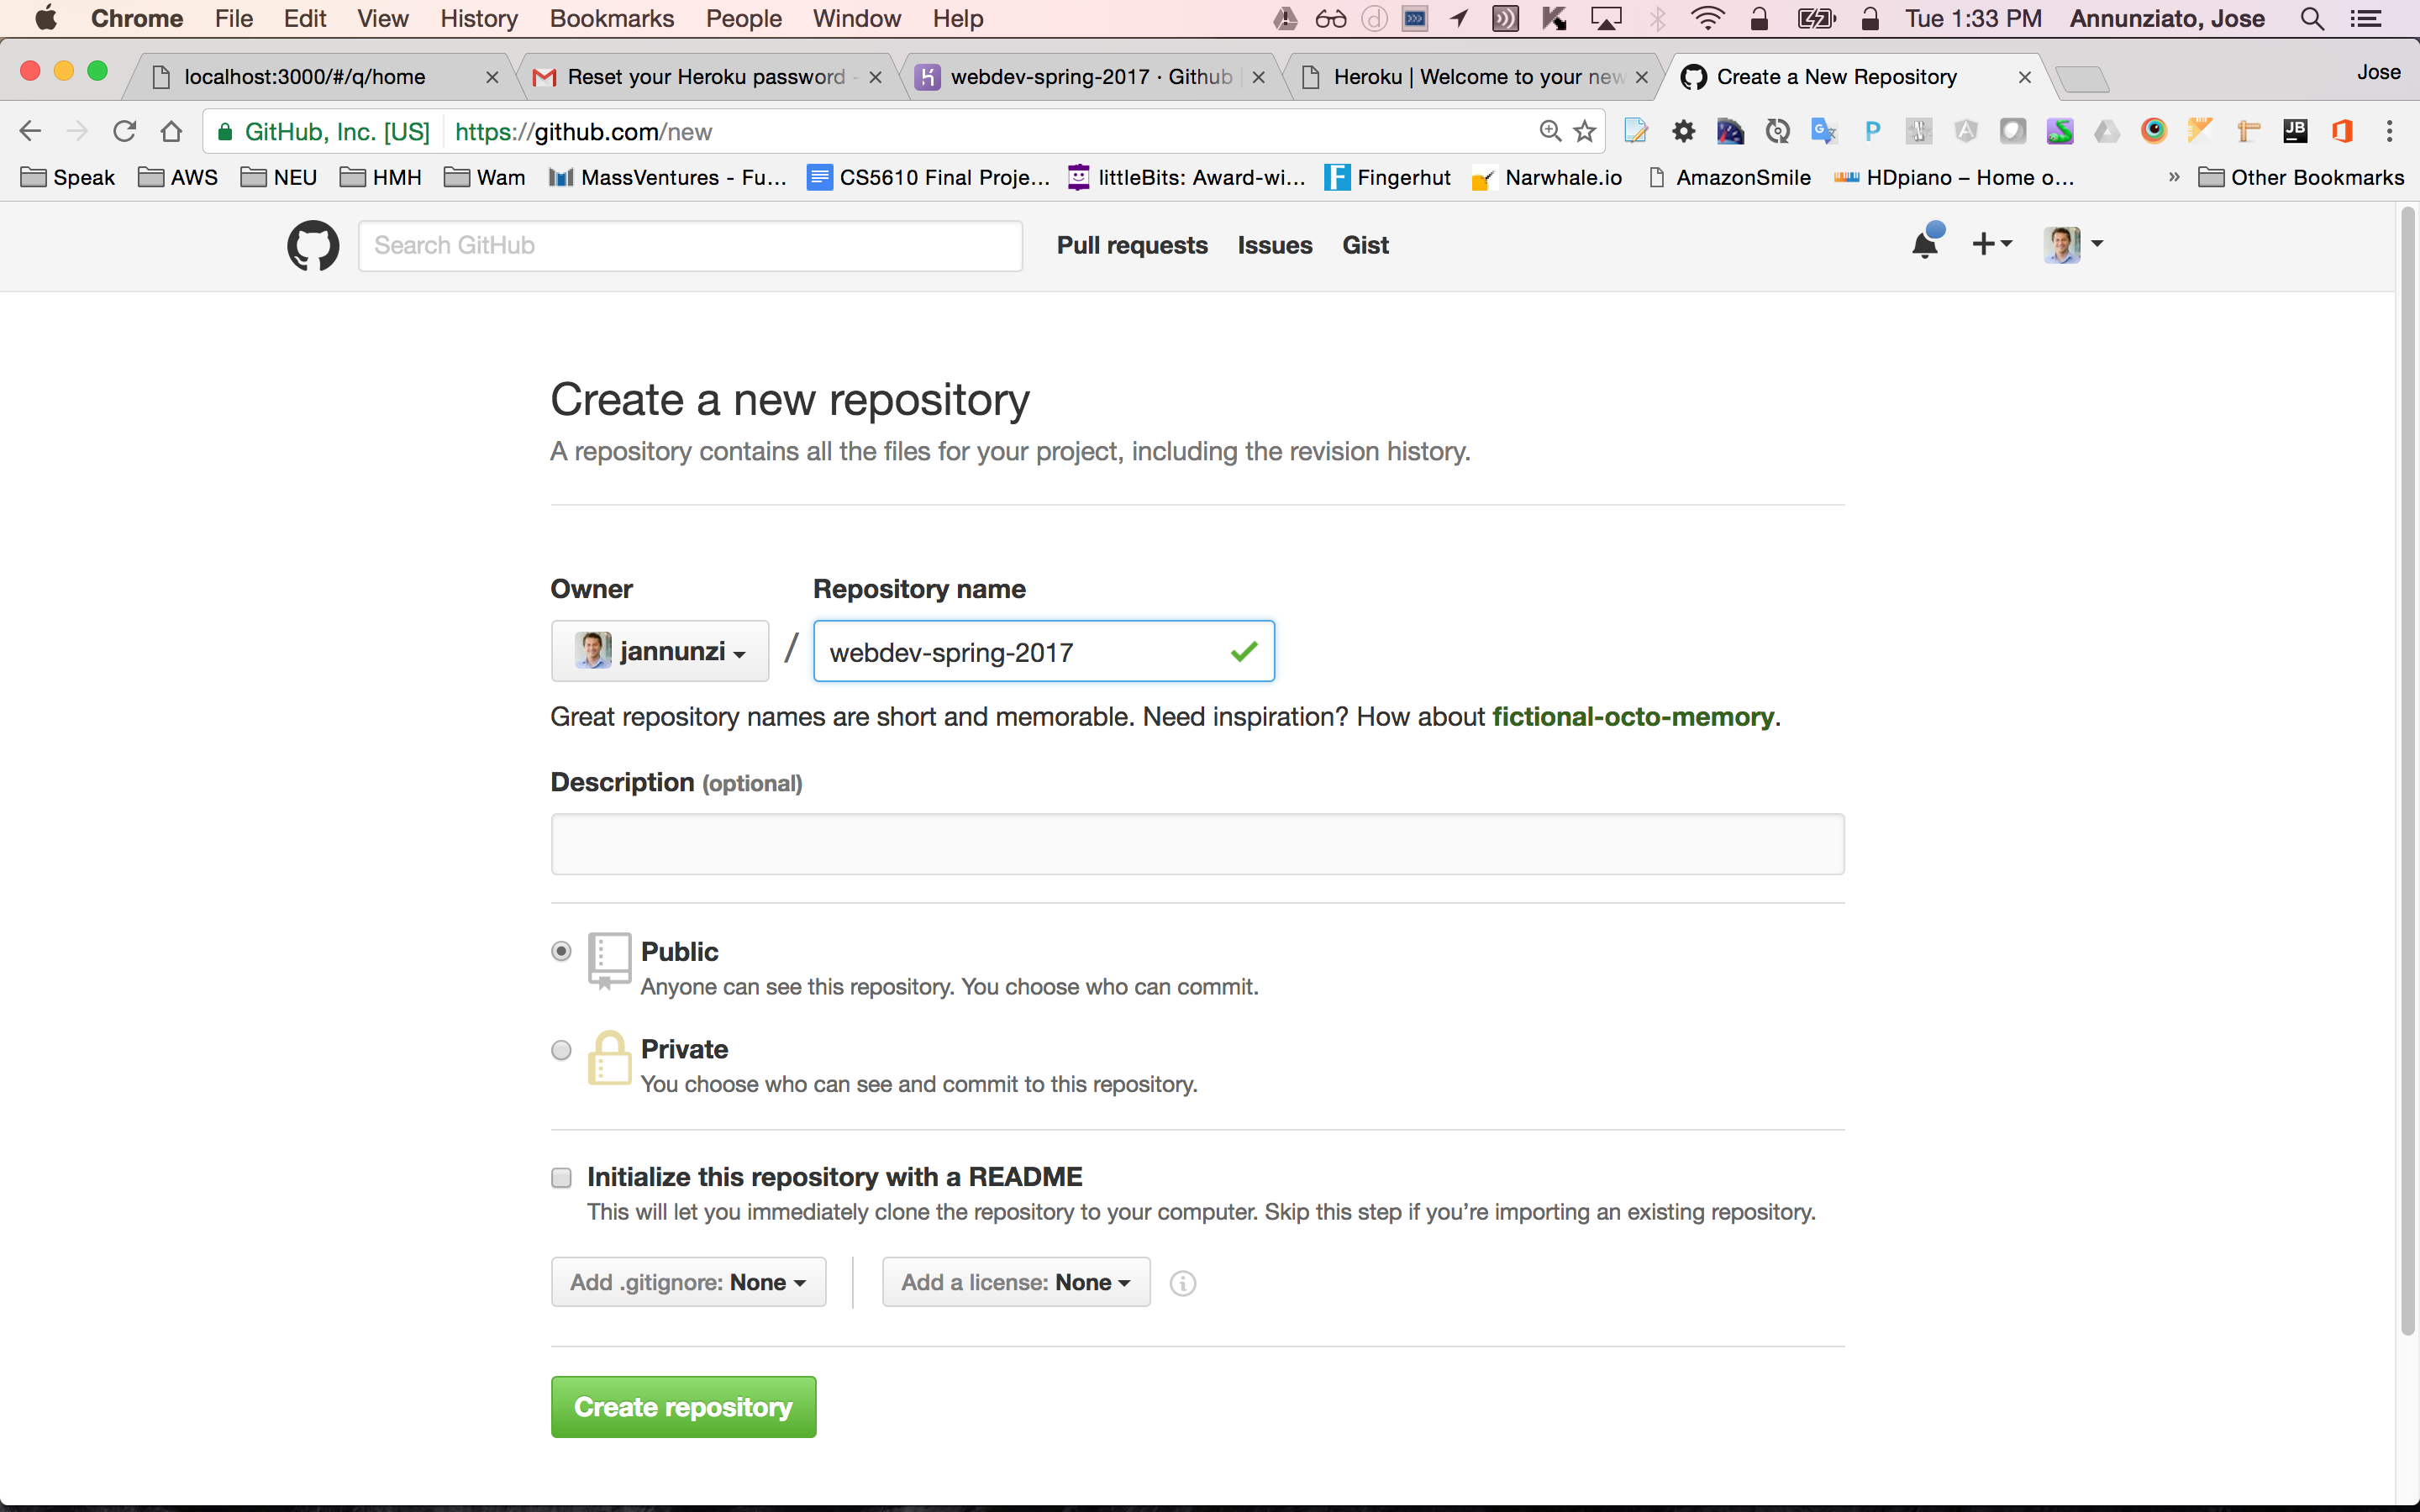 Chrome File Edit View History Bookmarks People Window Help Tue 1:33 PM Annunziato, Jose
localhost:3000/#/q/home Reset your Heroku password - webdev-spring-2017 · Github Heroku | Welcome to your new Create a New Repository Jose
GitHub, Inc. [US] https://github.com/new
Speak AWS NEU HMH Wam MassVentures - Fu... CS5610 Final Proje... littleBits: Award-wi... Fingerhut Narwhale.io AmazonSmile HDpiano – Home o... » Other Bookmarks
Search GitHub Pull requests Issues Gist
Create a new repository
A repository contains all the files for your project, including the revision history.
Owner Repository name
jannunzi / webdev-spring-2017
Great repository names are short and memorable. Need inspiration? How about fictional-octo-memory.
Description (optional)
Public
Anyone can see this repository. You choose who can commit.
Private
You choose who can see and commit to this repository.
Initialize this repository with a README
This will let you immediately clone the repository to your computer. Skip this step if you’re importing an existing repository.
Add .gitignore: None Add a license: None
Create repository